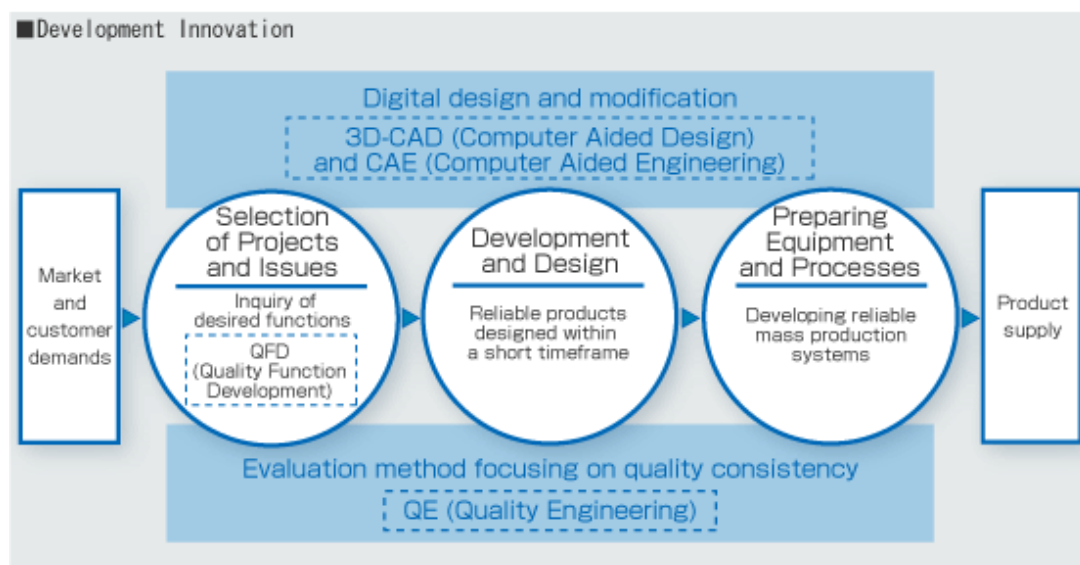 ■Development Innovation
Digital design and modification
3D-CAD (Computer Aided Design)
and CAE (Computer Aided Engineering)
Market
and
customer
demands
Selection
of Projects
and Issues
Inquiry of
desired functions
QFD
(Quality Function
Development)
Development
and Design
Reliable products
designed within
a short timeframe
Preparing
Equipment
and Processes
Developing reliable
mass production
systems
Product
supply
Evaluation method focusing on quality consistency
QE (Quality Engineering)